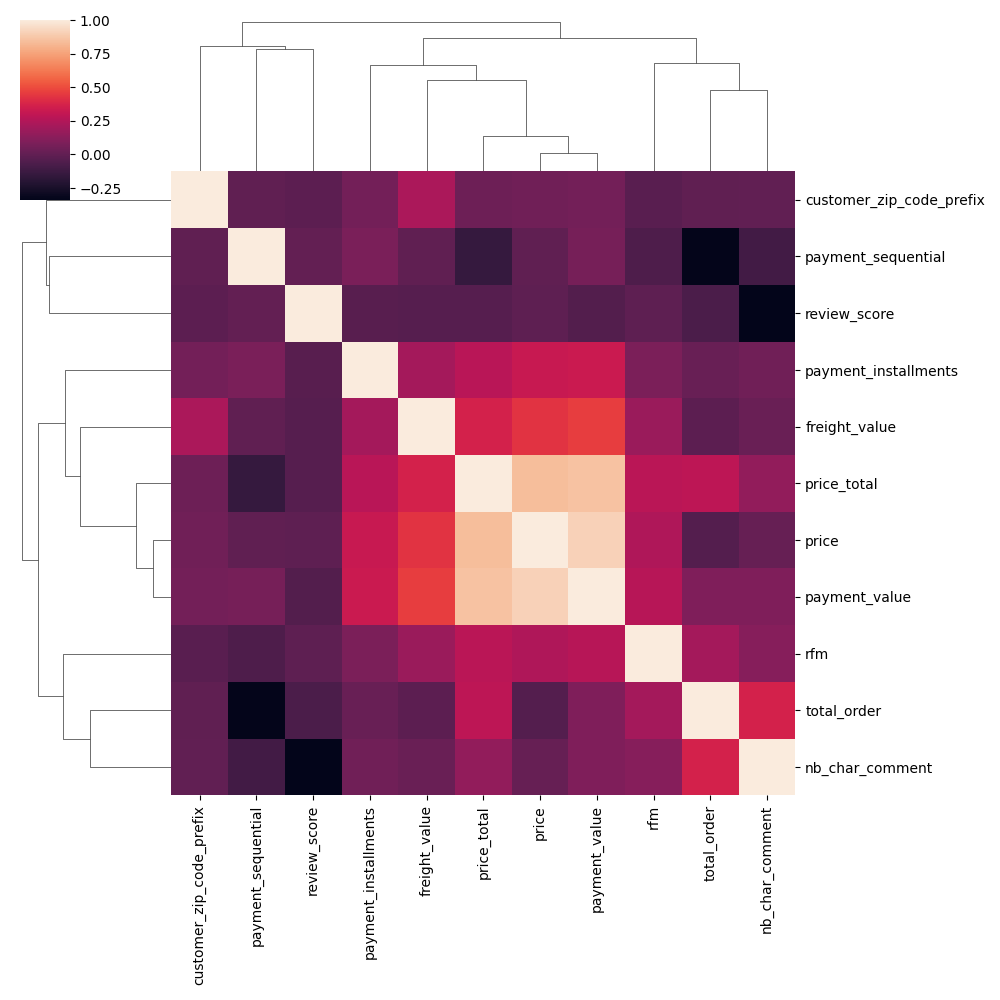 1.00
0.75
0.50
0.25
0.00
−0.25
customer_zip_code_prefix
payment_sequential
review_score
payment_installments
freight_value
price_total
price
payment_value
rfm
total_order
nb_char_comment
customer_zip_code_prefix
payment_sequential
review_score
payment_installments
freight_value
price_total
price
payment_value
rfm
total_order
nb_char_comment